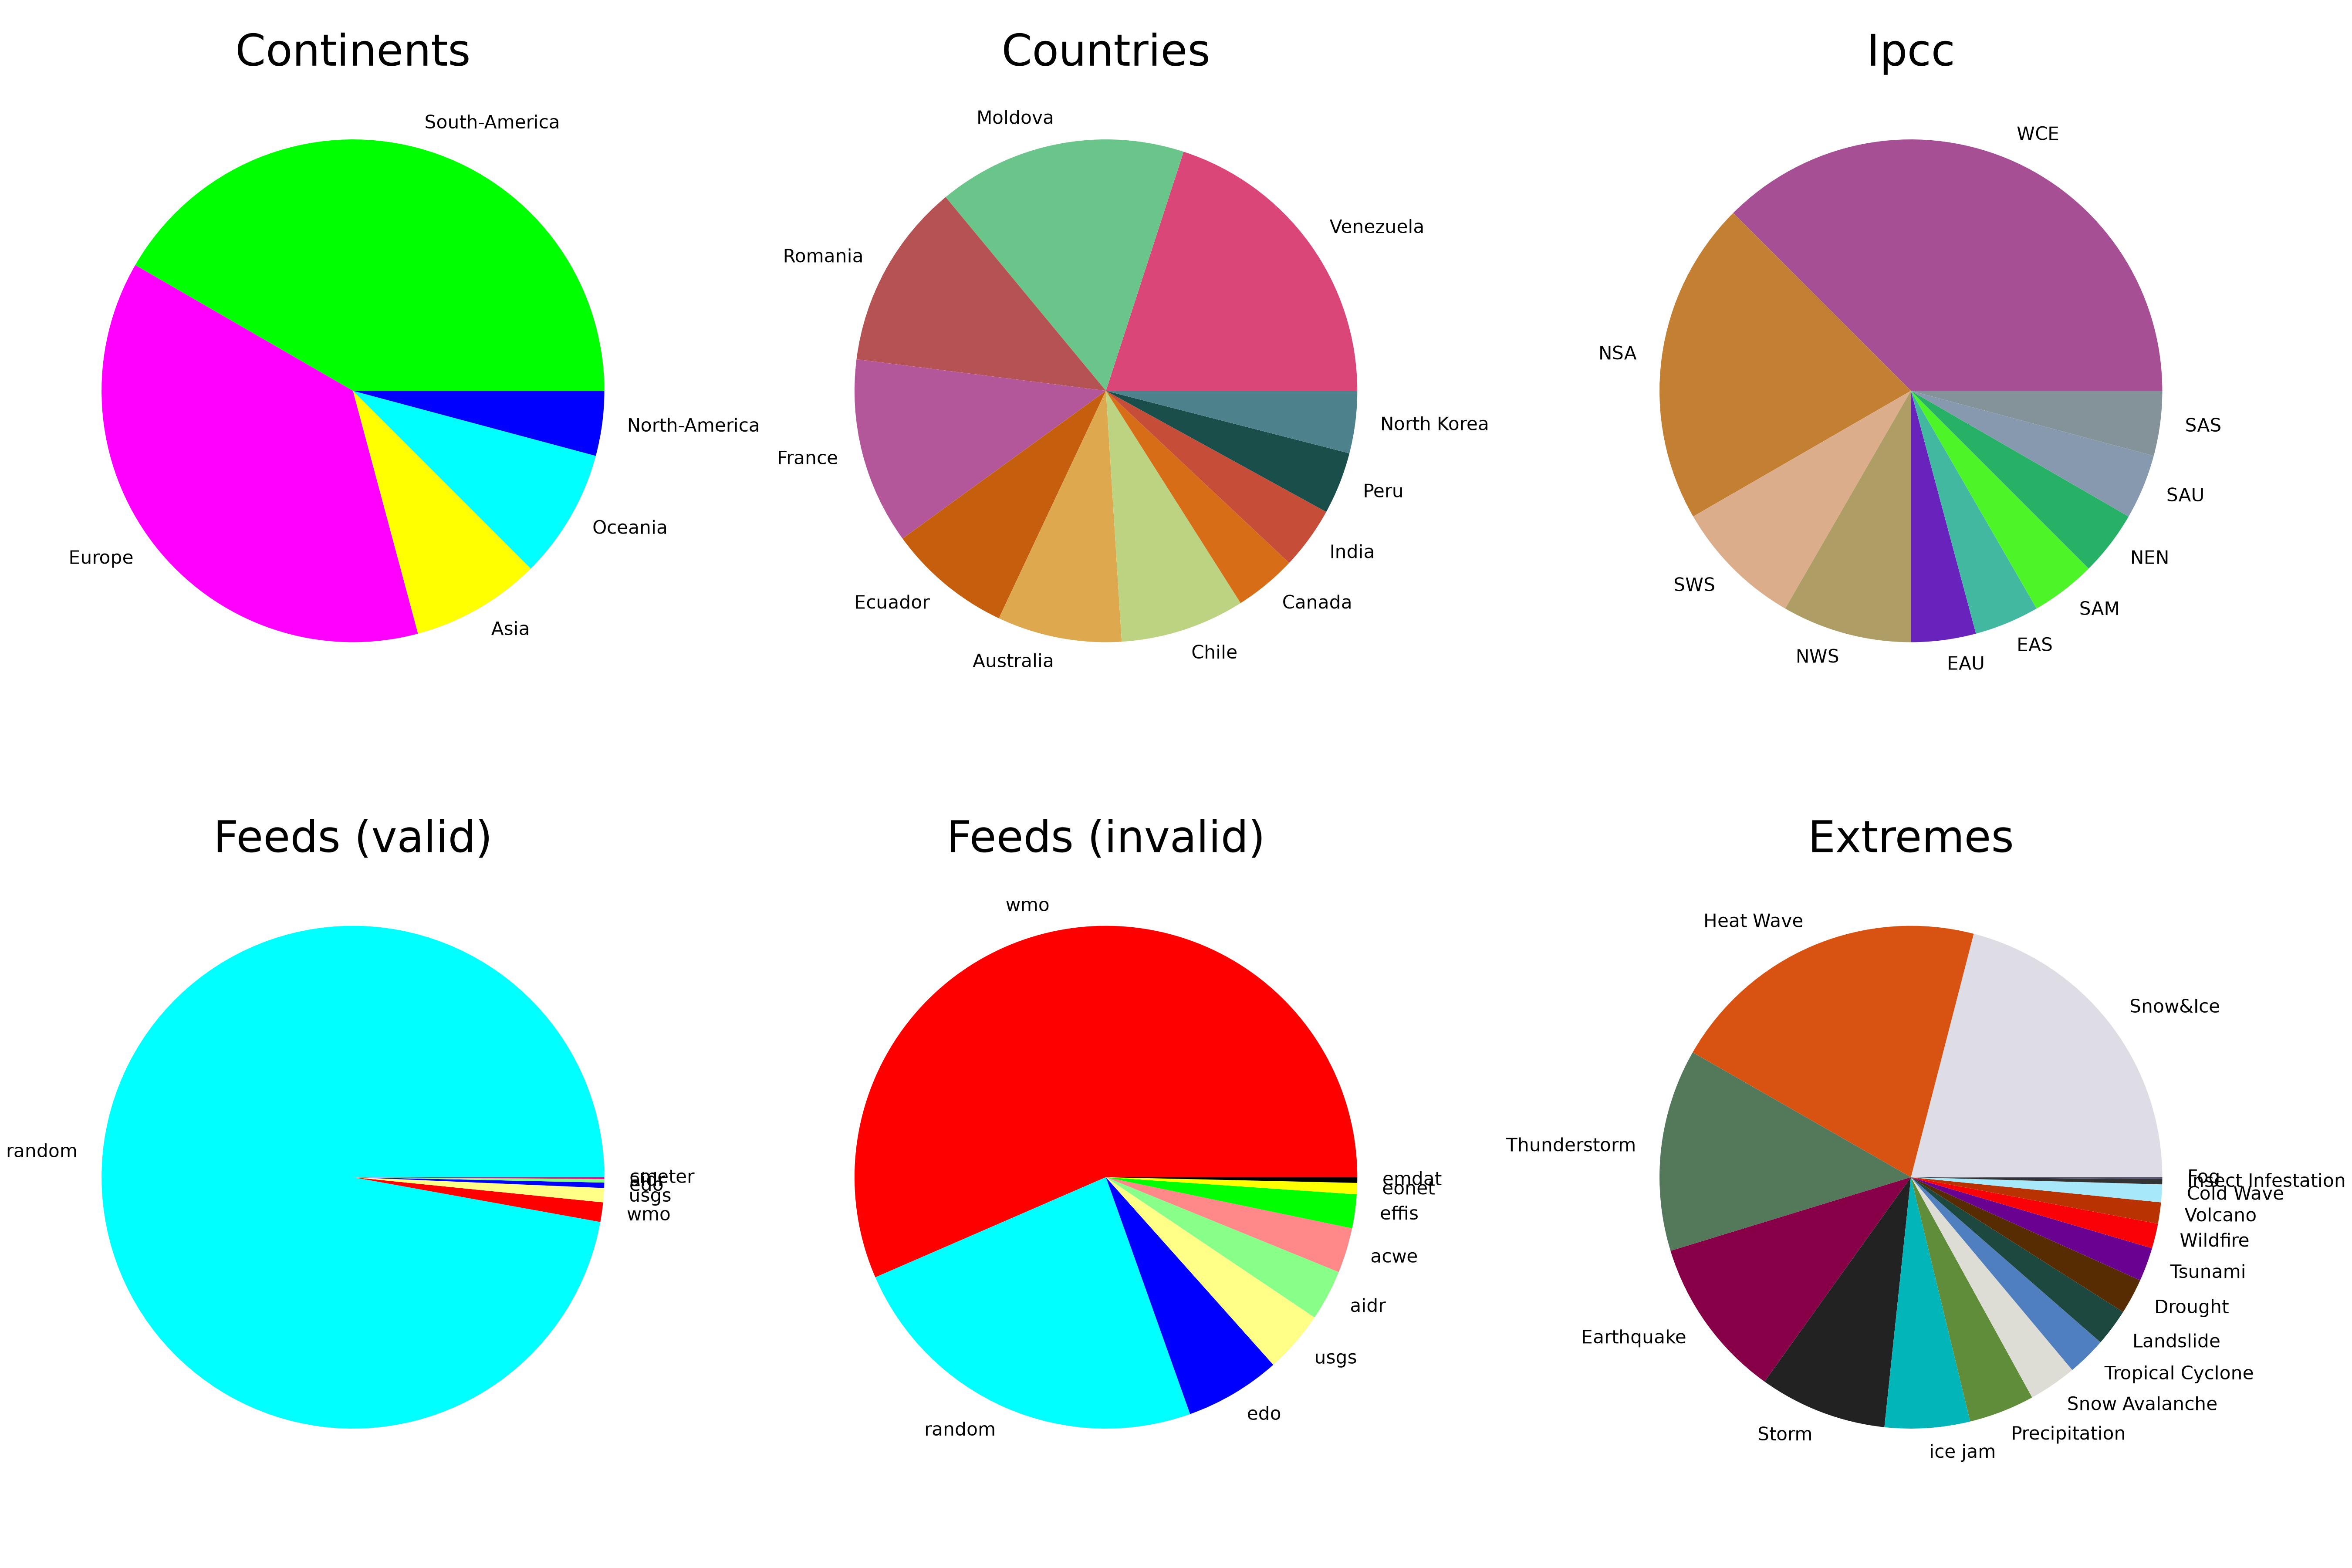 Continents
South-America
Europe
Asia
Oceania
North-America
Countries
Venezuela
Moldova
Romania
France
Ecuador
Australia
Chile
Canada
India
Peru
North Korea
Ipcc
WCE
NSA
SWS
NWS
EAU
EAS
SAM
NEN
SAU
SAS
Feeds (valid)
random
wmo
usgs
edo
Feeds (invalid)
wmo
random
edo
usgs
aidr
acwe
effis
eonet
emdat
Extremes
Snow&Ice
Heat Wave
Thunderstorm
Earthquake
Storm
ice jam
Precipitation
Snow Avalanche
Tropical Cyclone
Landslide
Drought
Tsunami
Wildfire
Volcano
Cold Wave
Insect Infestation
Fog